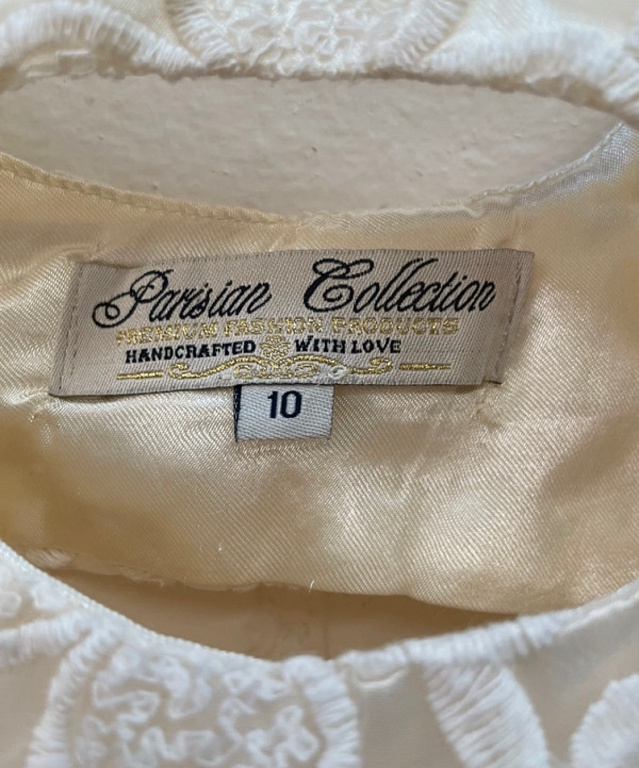 Parisian Collection
PREMIUM FASHION PRODUCTS
HANDCRAFTED WITH LOVE
10